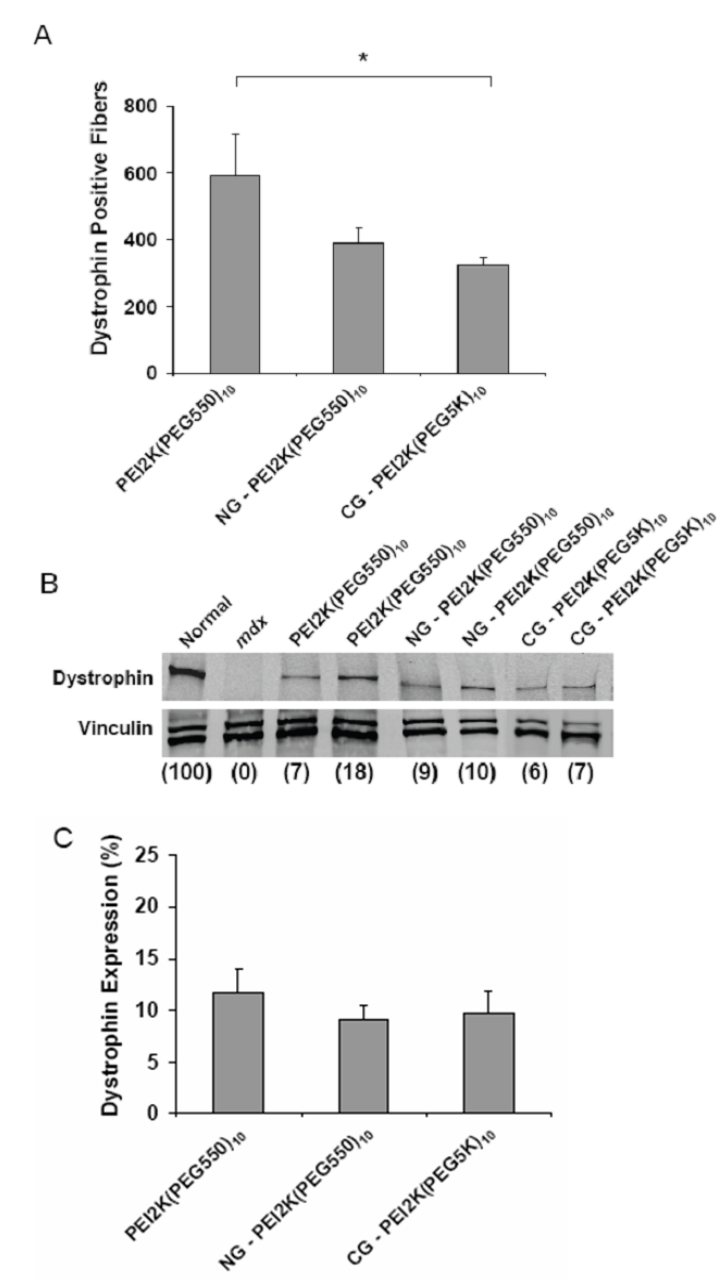 A
*
Dystrophin Positive Fibers
800
600
400
200
0
PEI2K(PEG550)10
NG - PEI2K(PEG550)10
CG - PEI2K(PEG5K)10
B
Normal
mdx
PEI2K(PEG550)10
PEI2K(PEG550)10
NG - PEI2K(PEG550)10
NG - PEI2K(PEG550)10
CG - PEI2K(PEG5K)10
CG - PEI2K(PEG5K)10
Dystrophin
Vinculin
(100) (0) (7) (18) (9) (10) (6) (7)
C
Dystrophin Expression (%)
25
20
15
10
5
0
PEI2K(PEG550)10
NG - PEI2K(PEG550)10
CG - PEI2K(PEG5K)10